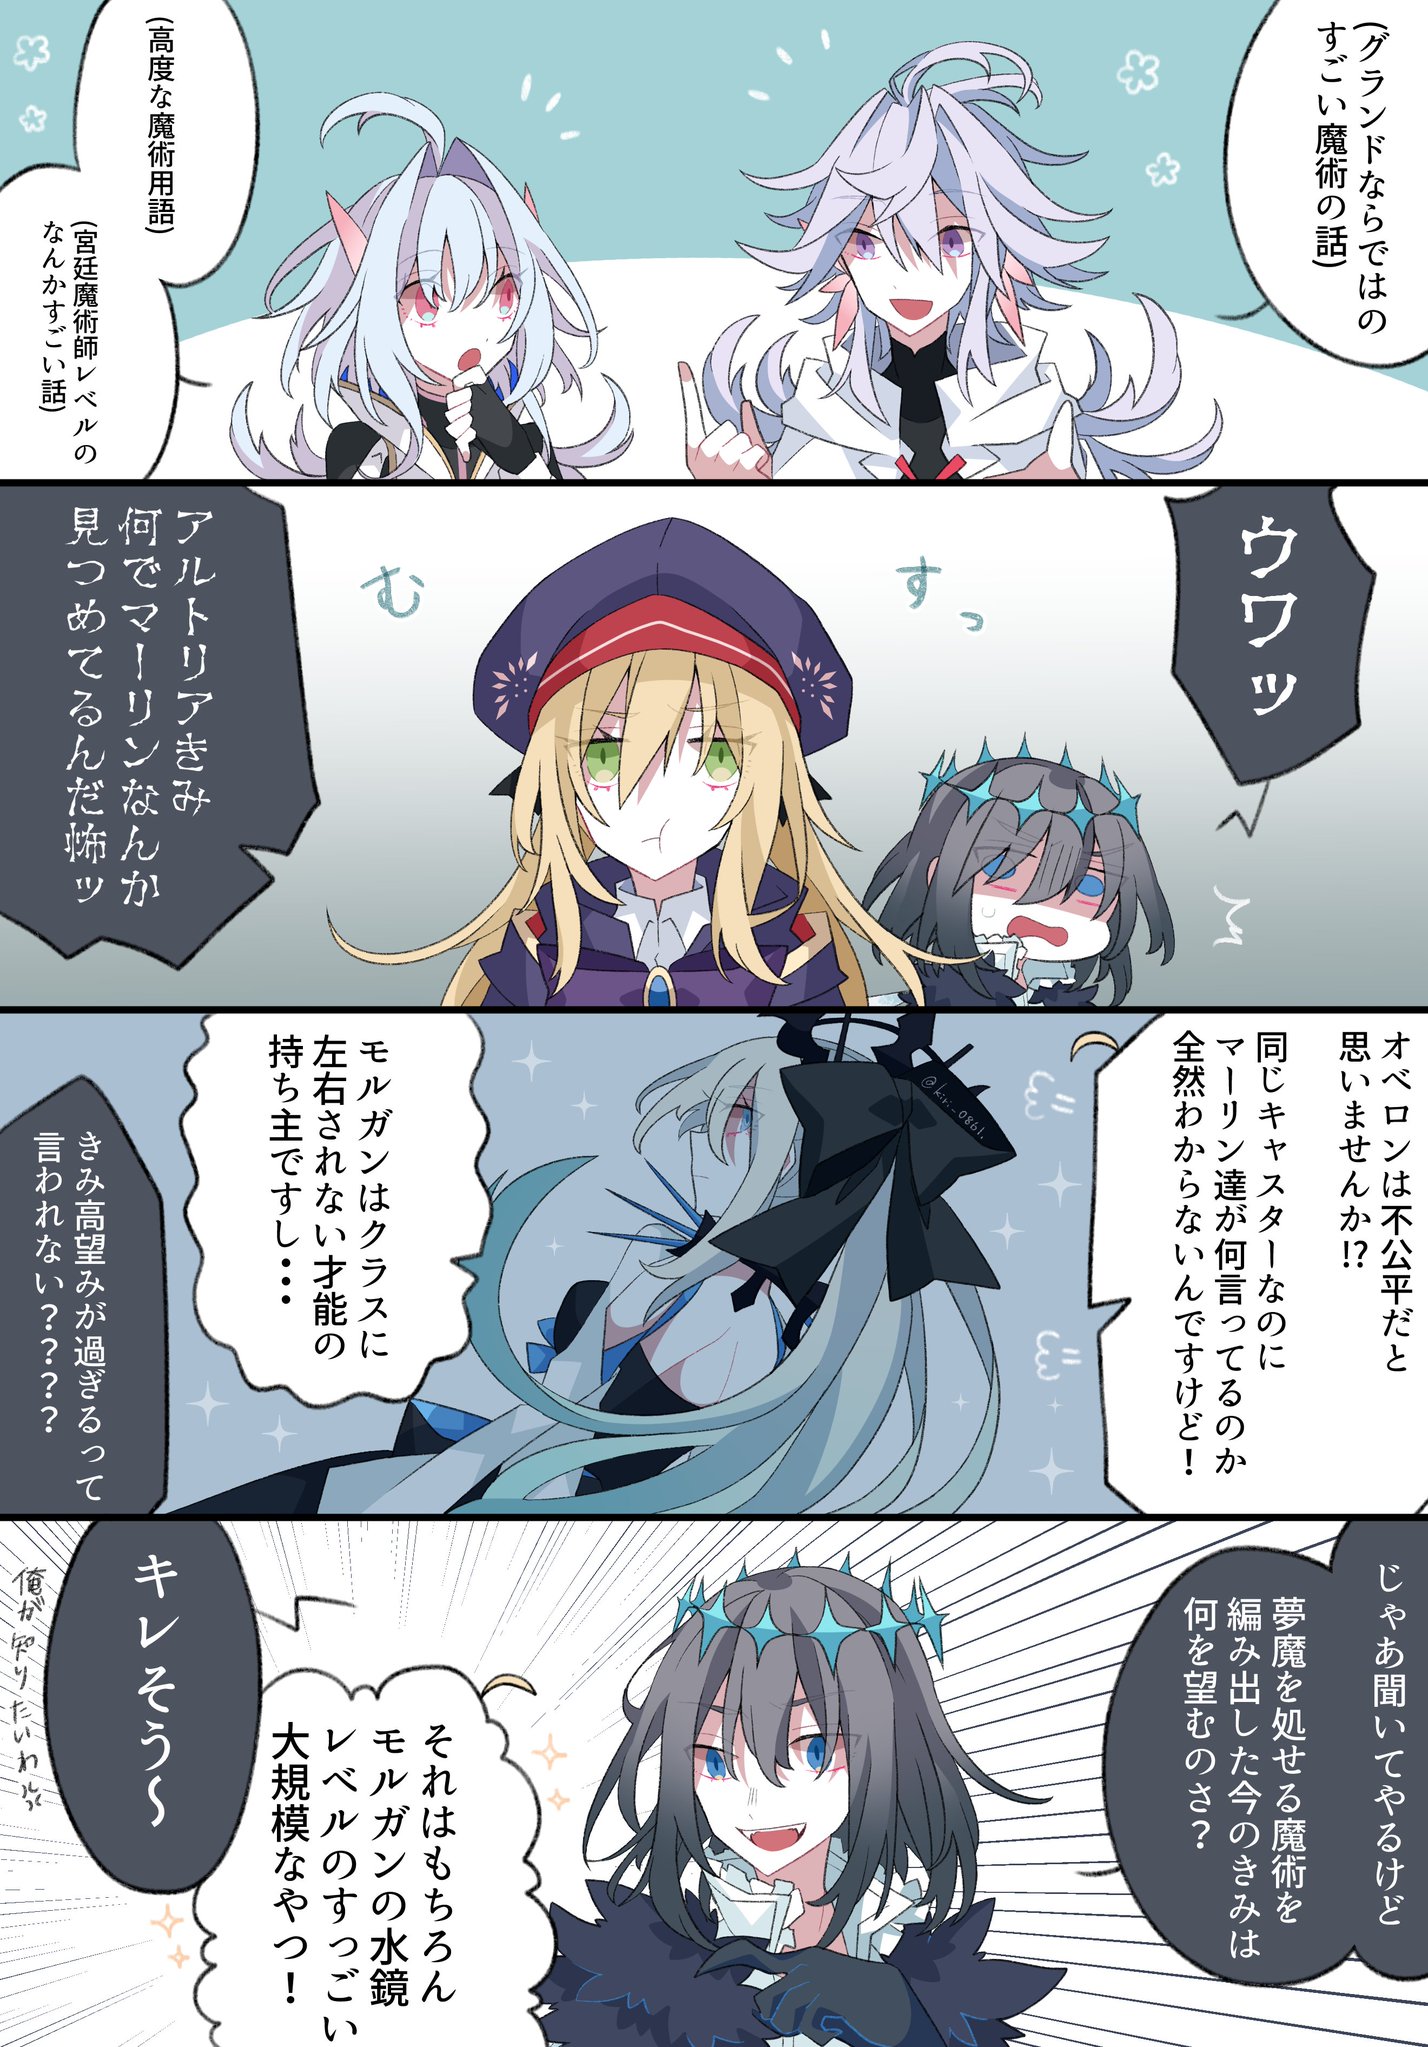 (グランドならではの
すごい魔術の話)
(高度な魔術用語)
(宮廷魔術師レベルの
なんかすごい話)
ウワッ
むすっ
アルトリアきみ
何でマーリンなんか
見つめてるんだ怖ッ
オベロンは不公平だと
思いませんか!?
同じキャスターなのに
マーリン達が何言ってるのか
全然わからないんですけど!
@kiri_0861.
モルガンはクラスに
左右されない才能の
持ち主ですし・・・
きみ高望みが過ぎるって
言われない????
じゃあ聞いてやるけど
夢魔を処せる魔術を
編み出した今のきみは
何を望むのさ?
それはもちろん
モルガンの水鏡
レベルのすっごい
大規模なやつ!
キレそう〜
俺が知りたいわ